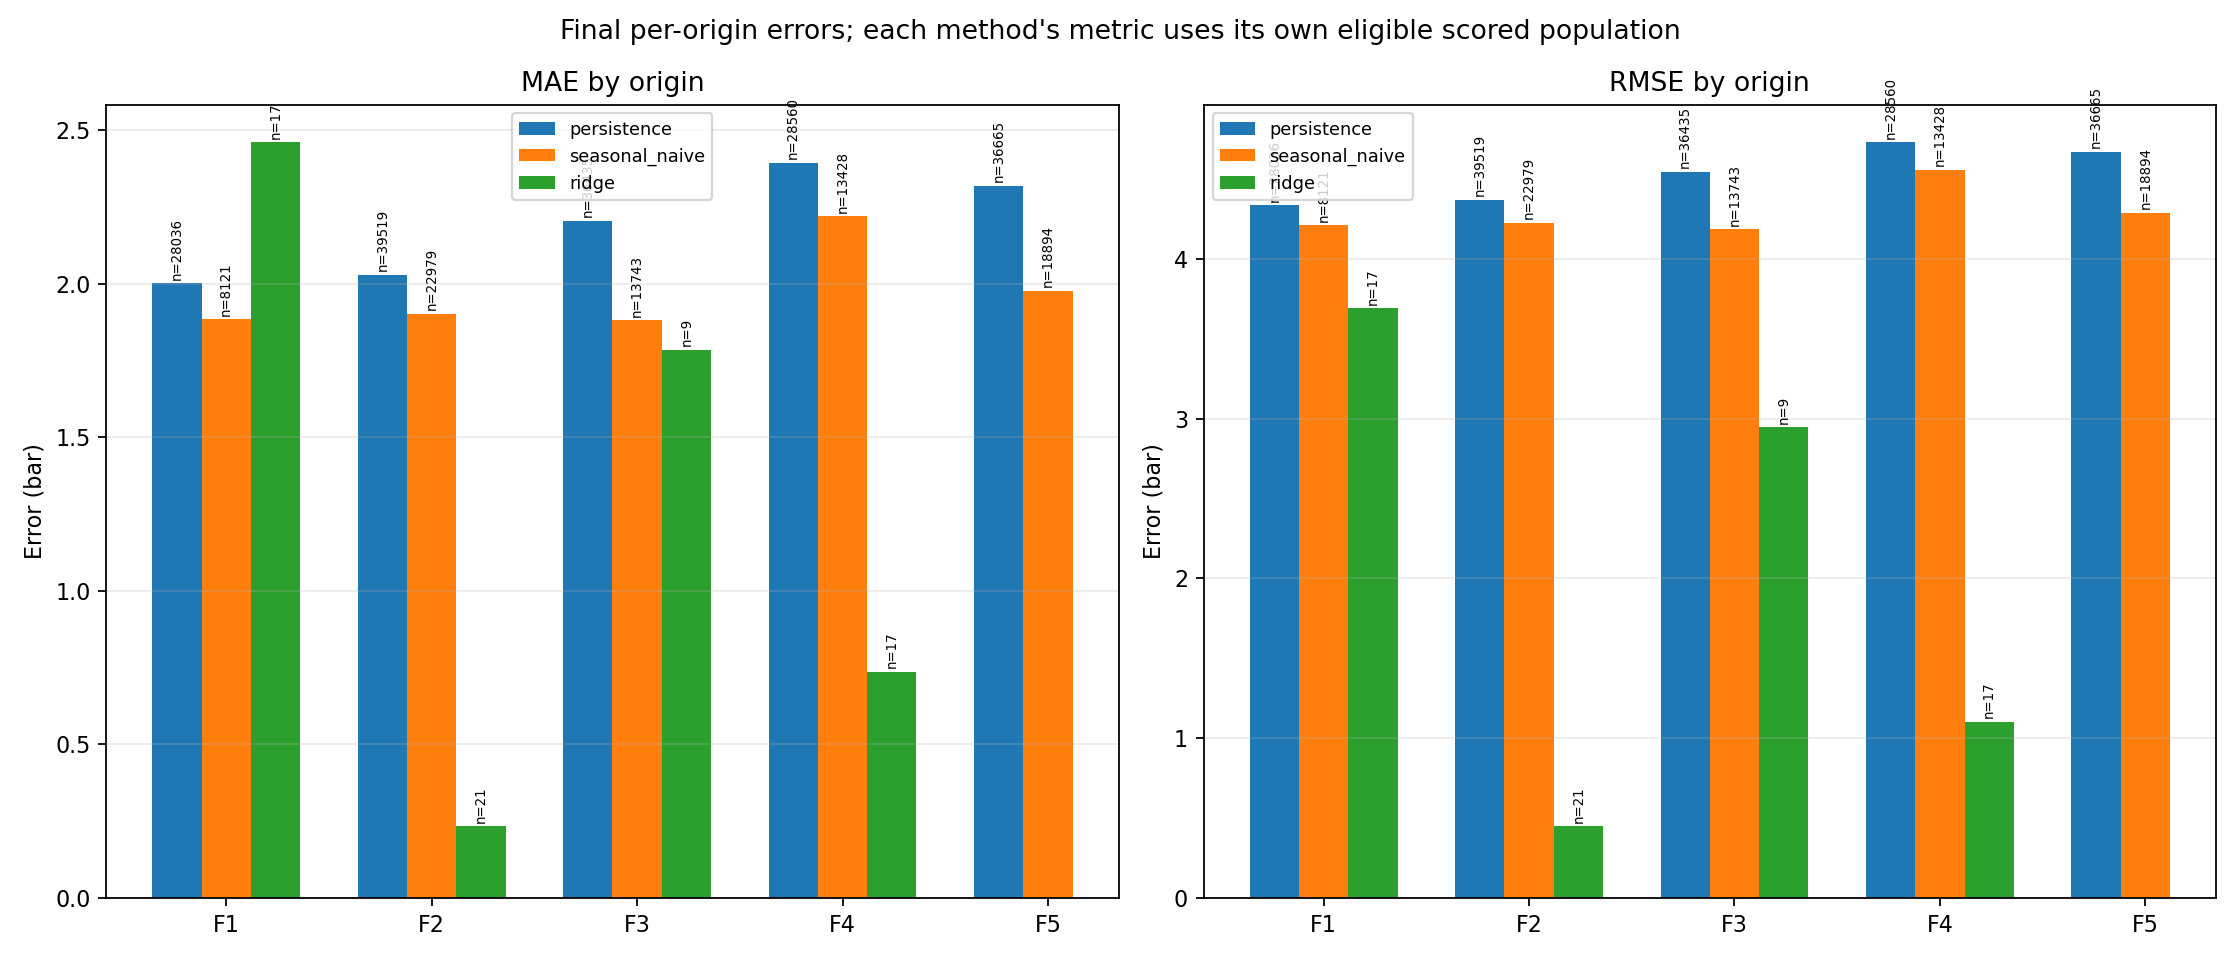 Final per-origin errors; each method's metric uses its own eligible scored population
MAE by origin
Error (bar)
2.5
2.0
1.5
1.0
0.5
0.0
persistence
seasonal_naive
ridge
n=28036
n=8121
n=17
n=39519
n=22979
n=21
n=13743
n=9
n=28560
n=13428
n=17
n=36665
n=18894
F1
F2
F3
F4
F5
RMSE by origin
Error (bar)
4
3
2
1
0
persistence
seasonal_naive
ridge
n=8121
n=17
n=39519
n=22979
n=21
n=36435
n=13743
n=9
n=28560
n=13428
n=17
n=36665
n=18894
F1
F2
F3
F4
F5